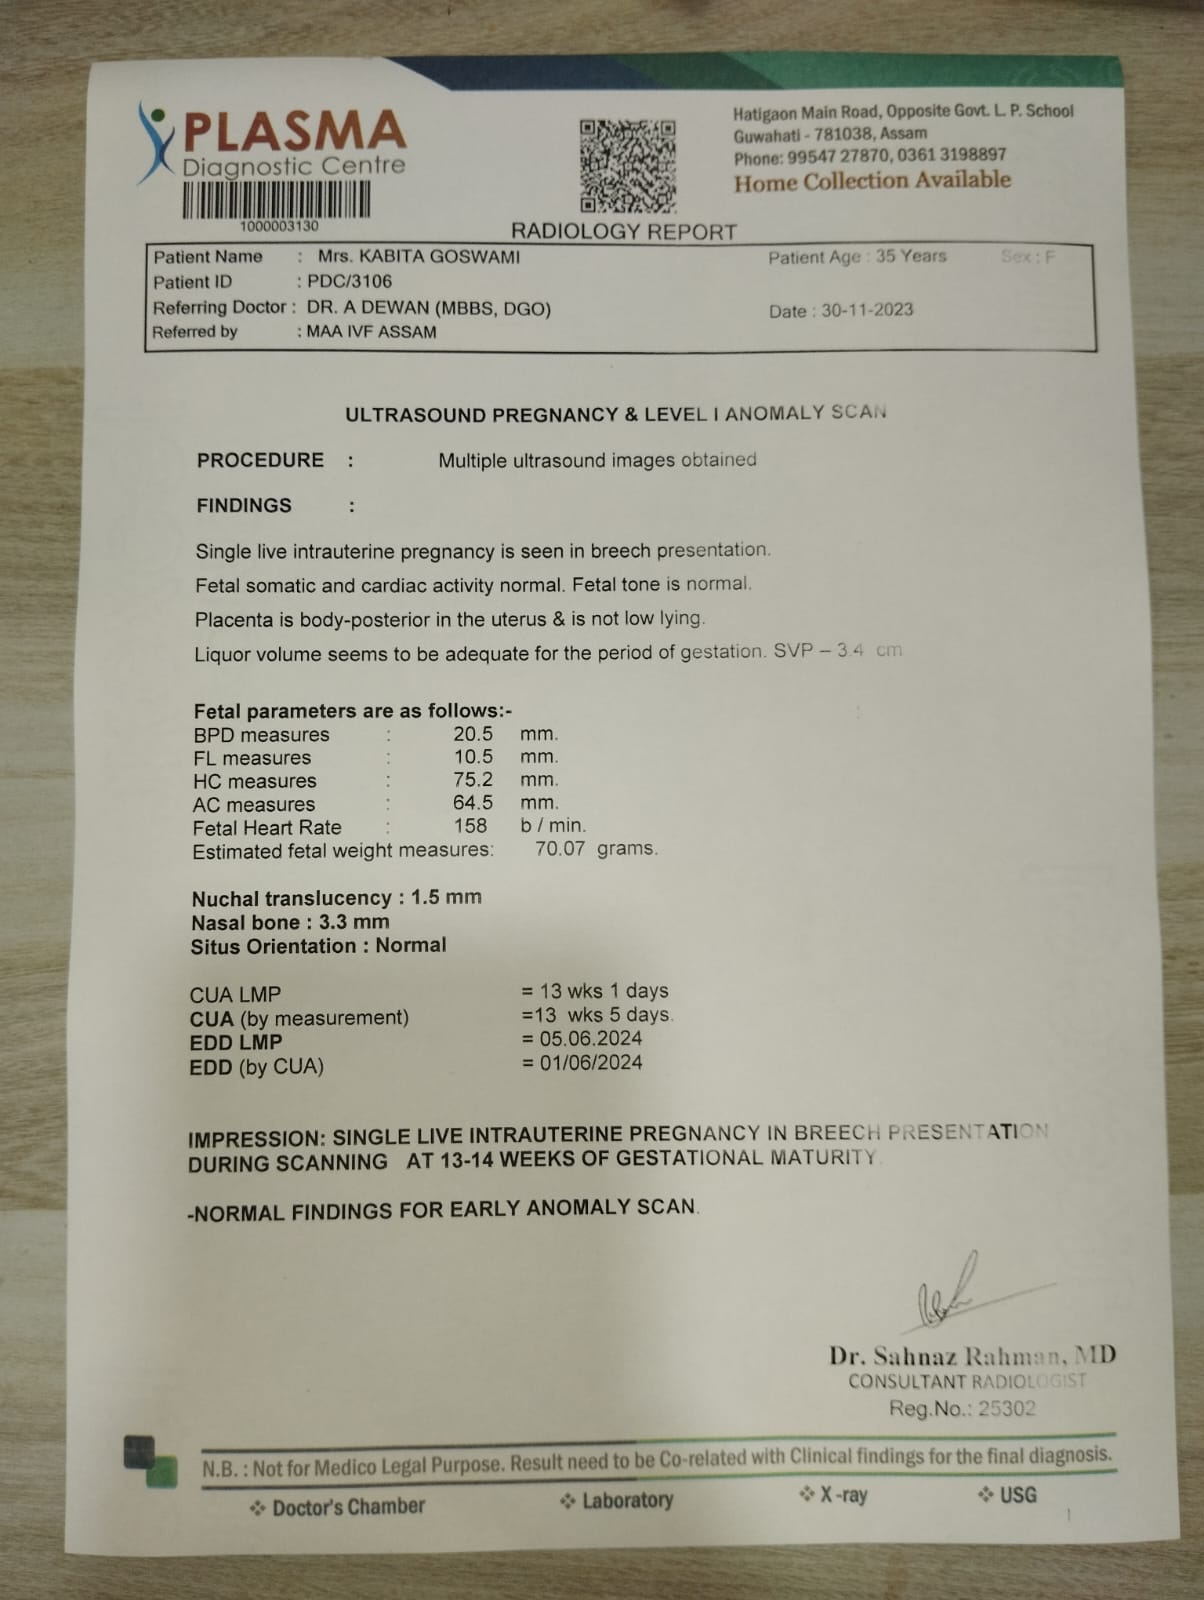 PLASMA
Diagnostic Centre
1000003130
Hatigaon Main Road, Opposite Govt. L. P. School
Guwahati - 781038, Assam
Phone: 99547 27870, 0361 3198897
Home Collection Available
RADIOLOGY REPORT
Patient Name : Mrs. KABITA GOSWAMI Patient Age : 35 Years Sex : F
Patient ID : PDC/3106
Referring Doctor : DR. A DEWAN (MBBS, DGO) Date : 30-11-2023
Referred by : MAA IVF ASSAM
ULTRASOUND PREGNANCY & LEVEL I ANOMALY SCAN
PROCEDURE : Multiple ultrasound images obtained
FINDINGS :
Single live intrauterine pregnancy is seen in breech presentation.
Fetal somatic and cardiac activity normal. Fetal tone is normal.
Placenta is body-posterior in the uterus & is not low lying.
Liquor volume seems to be adequate for the period of gestation. SVP – 3.4 cm
Fetal parameters are as follows:-
BPD measures : 20.5 mm.
FL measures : 10.5 mm.
HC measures : 75.2 mm.
AC measures : 64.5 mm.
Fetal Heart Rate : 158 b / min.
Estimated fetal weight measures: 70.07 grams.
Nuchal translucency : 1.5 mm
Nasal bone : 3.3 mm
Situs Orientation : Normal
CUA LMP = 13 wks 1 days
CUA (by measurement) =13 wks 5 days.
EDD LMP = 05.06.2024
EDD (by CUA) = 01/06/2024
IMPRESSION: SINGLE LIVE INTRAUTERINE PREGNANCY IN BREECH PRESENTATION
DURING SCANNING AT 13-14 WEEKS OF GESTATIONAL MATURITY.
-NORMAL FINDINGS FOR EARLY ANOMALY SCAN.
Dr. Sahnaz Rahman, MD
CONSULTANT RADIOLOGIST
Reg.No.: 25302
N.B. : Not for Medico Legal Purpose. Result need to be Co-related with Clinical findings for the final diagnosis.
❖ Doctor's Chamber ❖ Laboratory ❖ X-ray ❖ USG